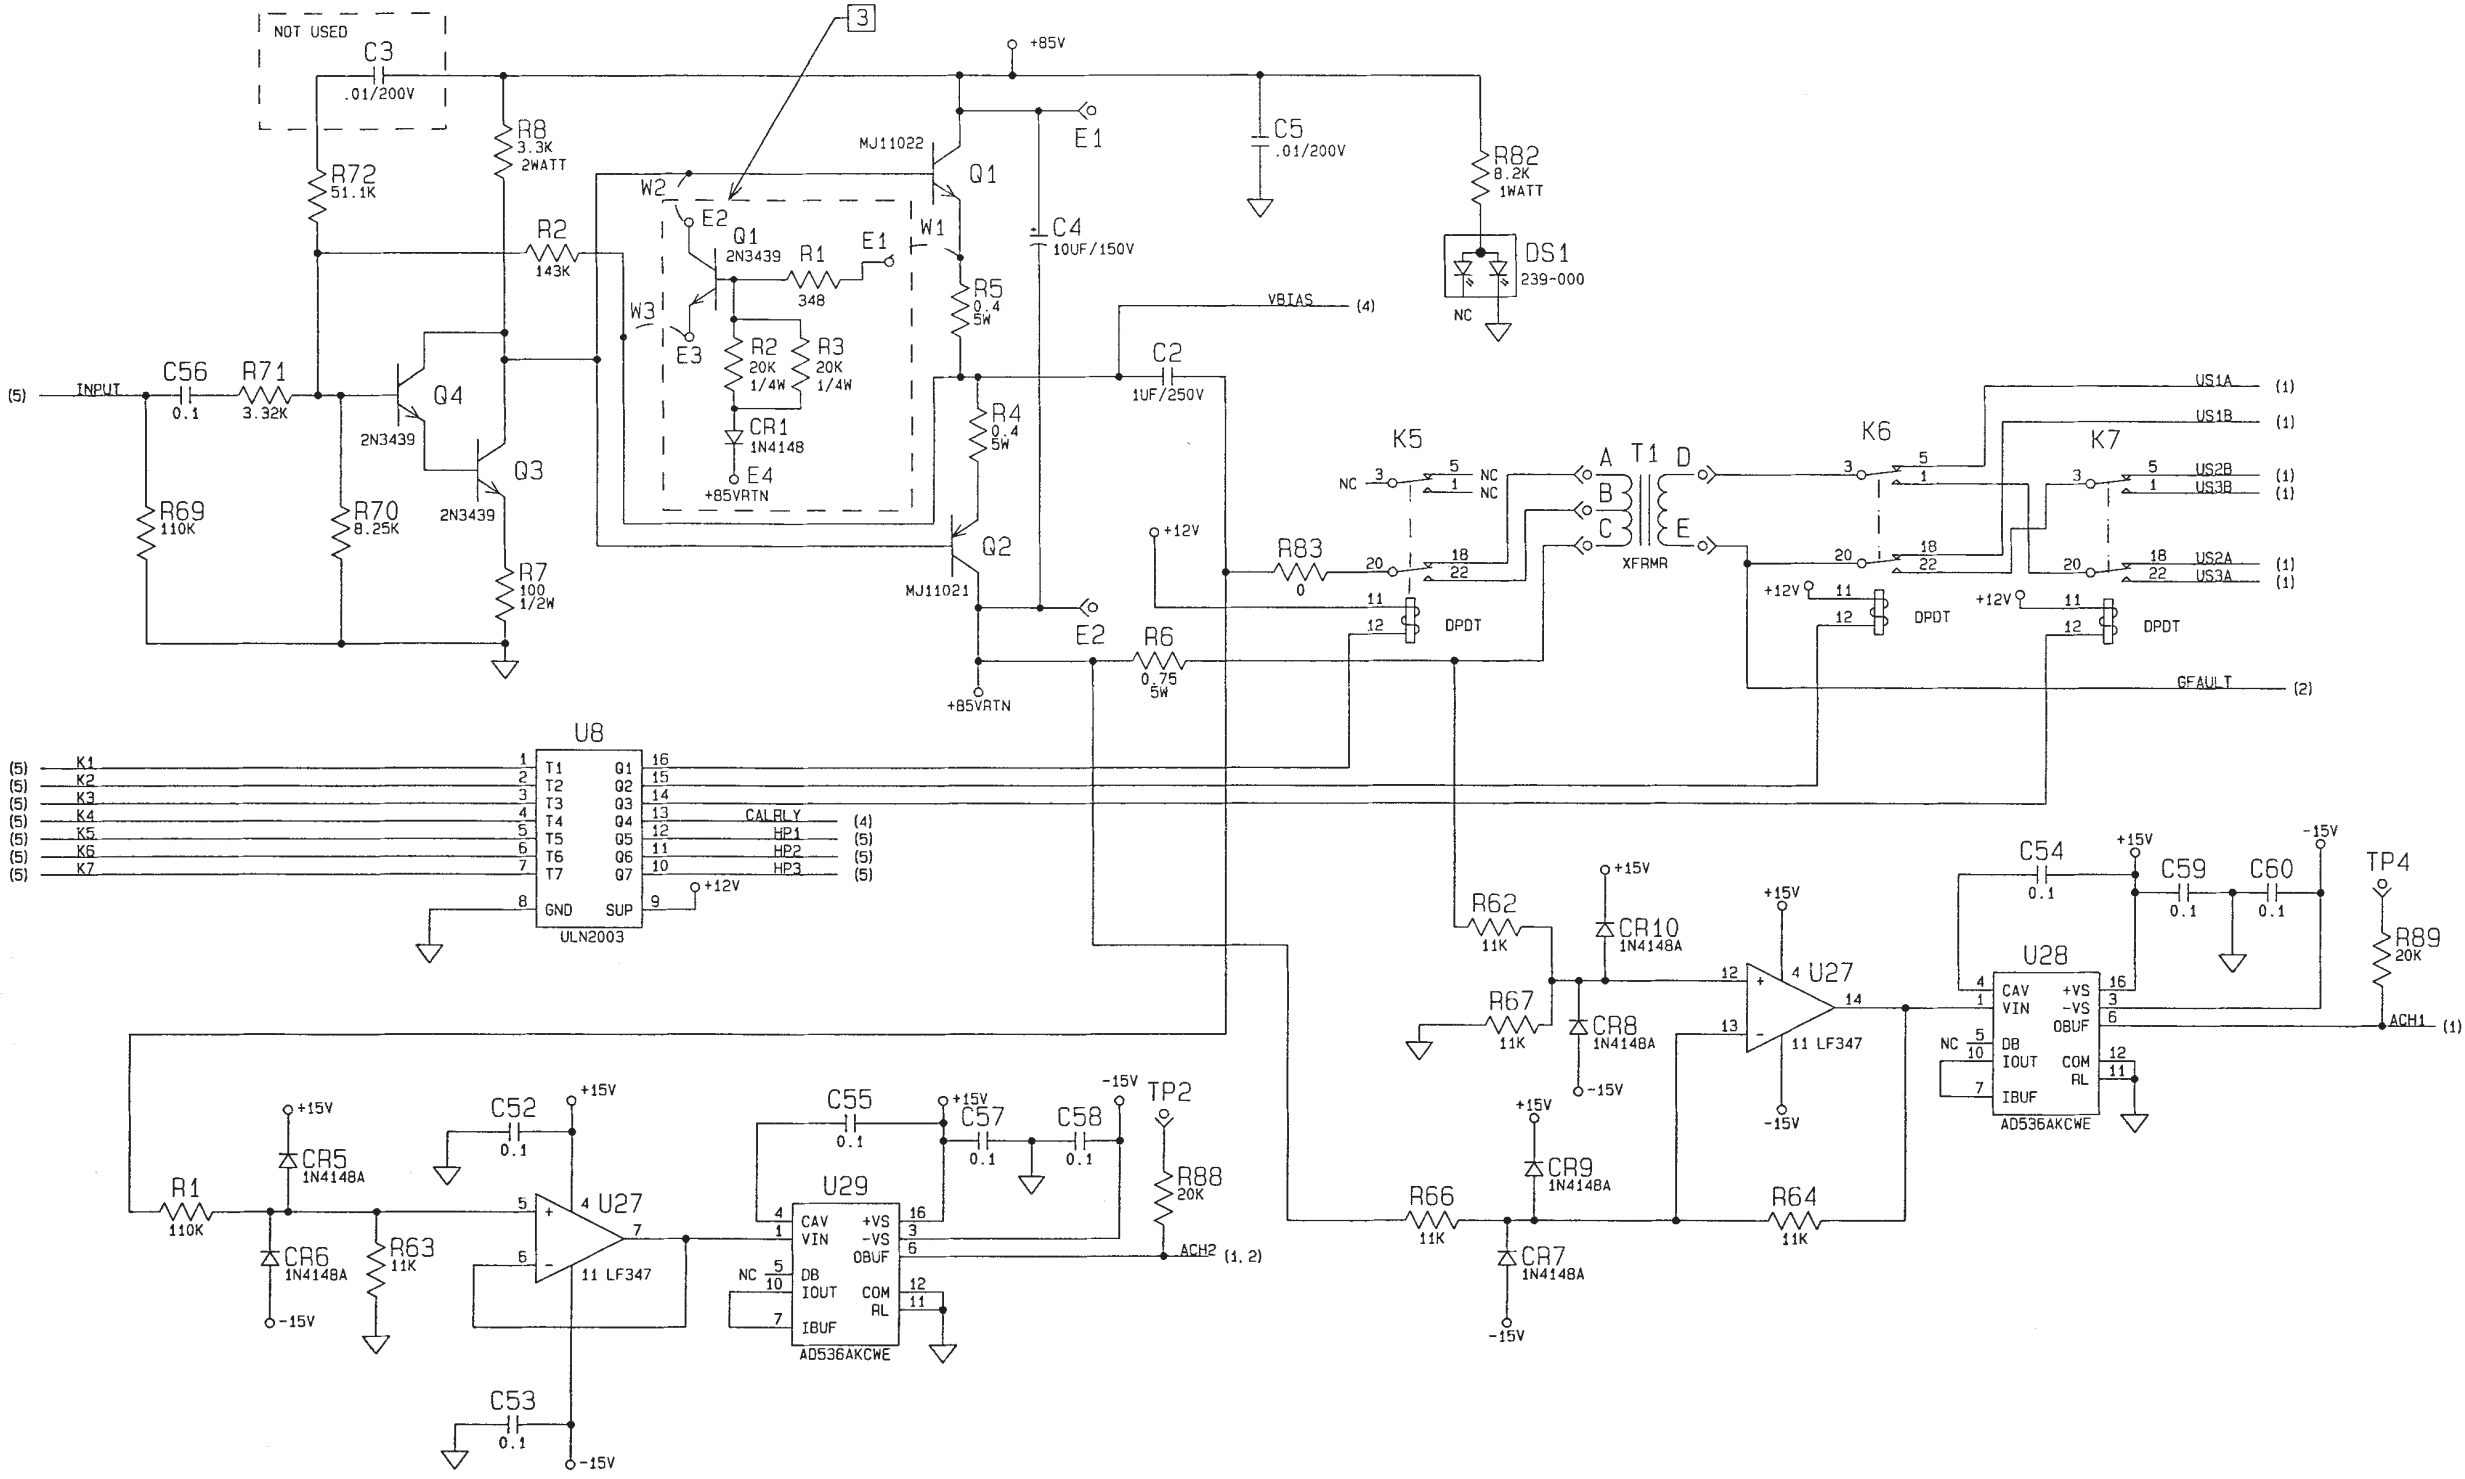 NOT USED
C3
.01/200V
3
+85V
R8
3.3K
2WATT
R72
51.1K
R2
143K
MJ11022
Q1
E1
C5
.01/200V
R82
8.2K
1WATT
DS1
239-000
NC
W2
E2
Q1
2N3439
R1
348
E1
W1
C4
10UF/150V
R5
0.4
5W
VBIAS (4)
W3
E3
R2
20K
1/4W
R3
20K
1/4W
CR1
1N4148
E4
+85VRTN
(5) INPUT
C56
0.1
R71
3.32K
Q4
2N3439
Q3
2N3439
R69
110K
R70
8.25K
R7
100
1/2W
C2
1UF/250V
R4
0.4
5W
Q2
MJ11021
E2
R6
0.75
5W
+85VRTN
+12V
R83
0
K5
NC 3
5 NC
1 NC
20
18
22
11
12
DPDT
T1
A
B
C
D
E
XFRMR
K6
3
5
1
20
18
22
+12V
11
12
DPDT
K7
3
5
1
20
18
22
+12V
11
12
DPDT
US1A (1)
US1B (1)
US2B (1)
US3B (1)
US2A (1)
US3A (1)
GFAULT (2)
U8
(5) K1 1 T1 Q1 16
(5) K2 2 T2 Q2 15
(5) K3 3 T3 Q3 14
(5) K4 4 T4 Q4 13 CALRLY (4)
(5) K5 5 T5 Q5 12 HP1 (5)
(5) K6 6 T6 Q6 11 HP2 (5)
(5) K7 7 T7 Q7 10 HP3 (5)
8 GND SUP 9 +12V
ULN2003
R62
11K
R67
11K
+15V
CR10
1N4148A
CR8
1N4148A
-15V
+15V
12 +
13 -
4 U27
14
11 LF347
-15V
C54
0.1
+15V
C59
0.1
C60
0.1
-15V
TP4
R89
20K
U28
4 CAV +VS 16
1 VIN -VS 3
OBUF 6
ACH1 (1)
NC 5 DB
10 IOUT COM 12
RL 11
7 IBUF
AD536AKCWE
+15V
CR9
1N4148A
R66
11K
R64
11K
CR7
1N4148A
-15V
R1
110K
+15V
CR5
1N4148A
CR6
1N4148A
-15V
R63
11K
C52
0.1
+15V
5 +
6 -
4 U27
7
11 LF347
C53
0.1
-15V
C55
0.1
+15V
C57
0.1
C58
0.1
-15V
TP2
R88
20K
U29
4 CAV +VS 16
1 VIN -VS 3
OBUF 6
ACH2 (1,2)
NC 5 DB
10 IOUT COM 12
RL 11
7 IBUF
AD536AKCWE